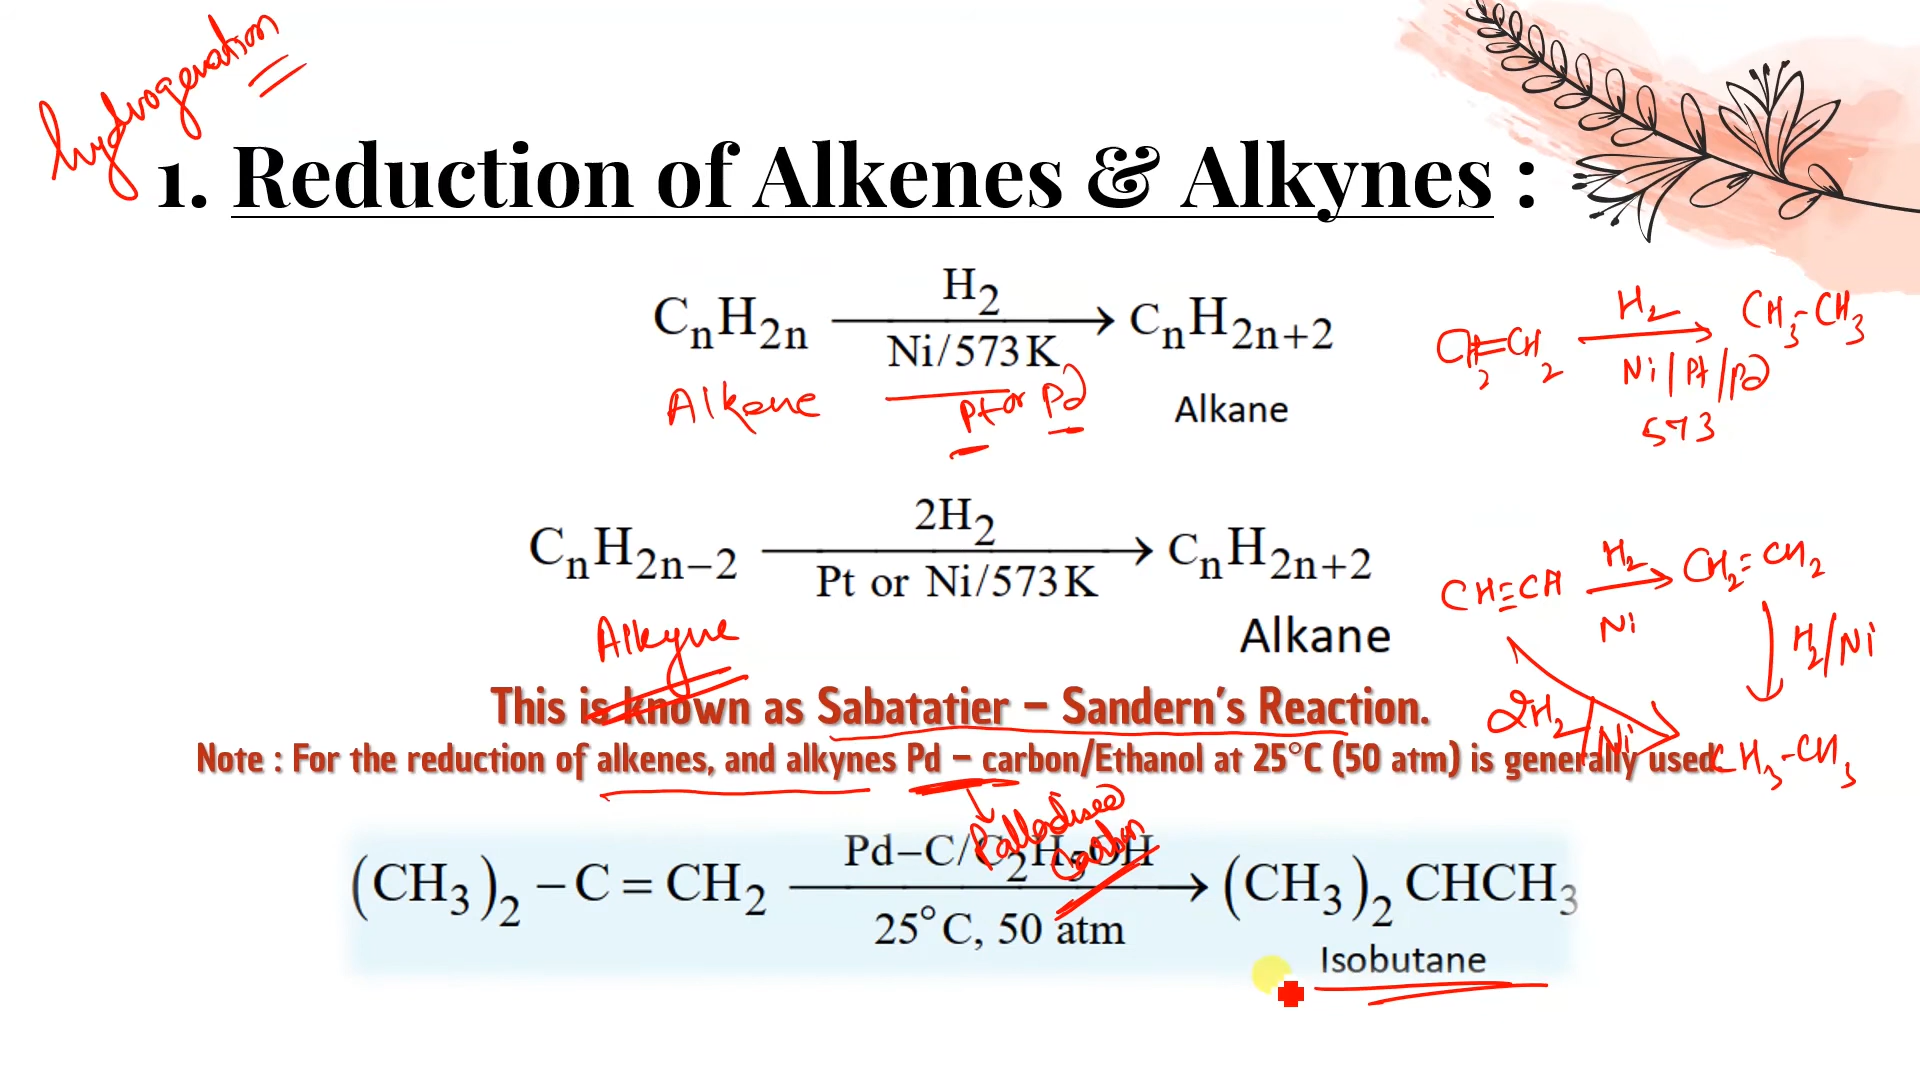 hydrogenation
1. Reduction of Alkenes & Alkynes :
CnH2n H2 Ni/573K CnH2n+2
Alkene Pt or Pd Alkane
CH2=CH2 H2 Ni/Pt/Pd 573 CH3-CH3
CnH2n−2 2H2 Pt or Ni/573K CnH2n+2
Alkyne Alkane
CH≡CH H2 Ni CH2=CH2
H2/Ni
2H2/Ni
CH3-CH3
This is known as Sabatatier – Sandern's Reaction.
Note : For the reduction of alkenes, and alkynes Pd – carbon/Ethanol at 25°C (50 atm) is generally used
Palladised
Carbon
(CH3)2 – C = CH2 Pd–C/C2H5OH 25°C, 50 atm (CH3)2 CHCH3
Isobutane